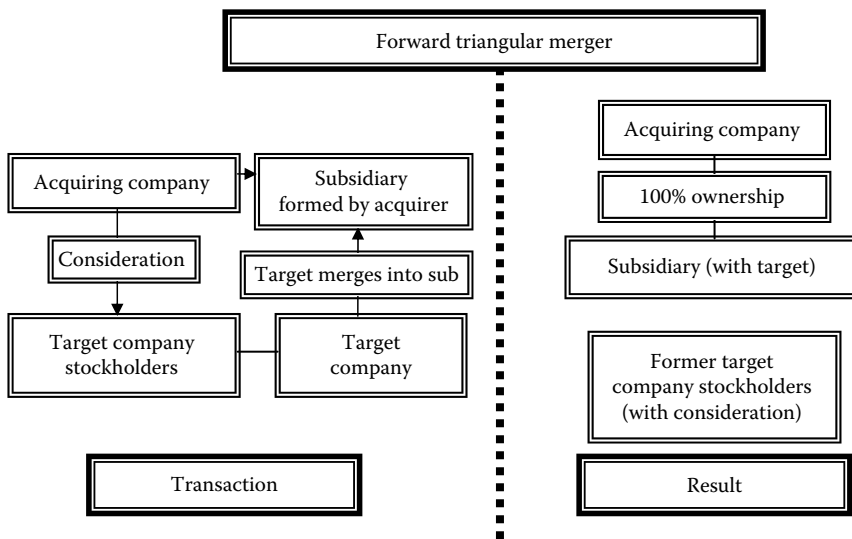 Forward triangular merger
Acquiring company
Subsidiary
formed by acquirer
Consideration
Target merges into sub
Target company
stockholders
Target
company
Transaction
Acquiring company
100% ownership
Subsidiary (with target)
Former target
company stockholders
(with consideration)
Result